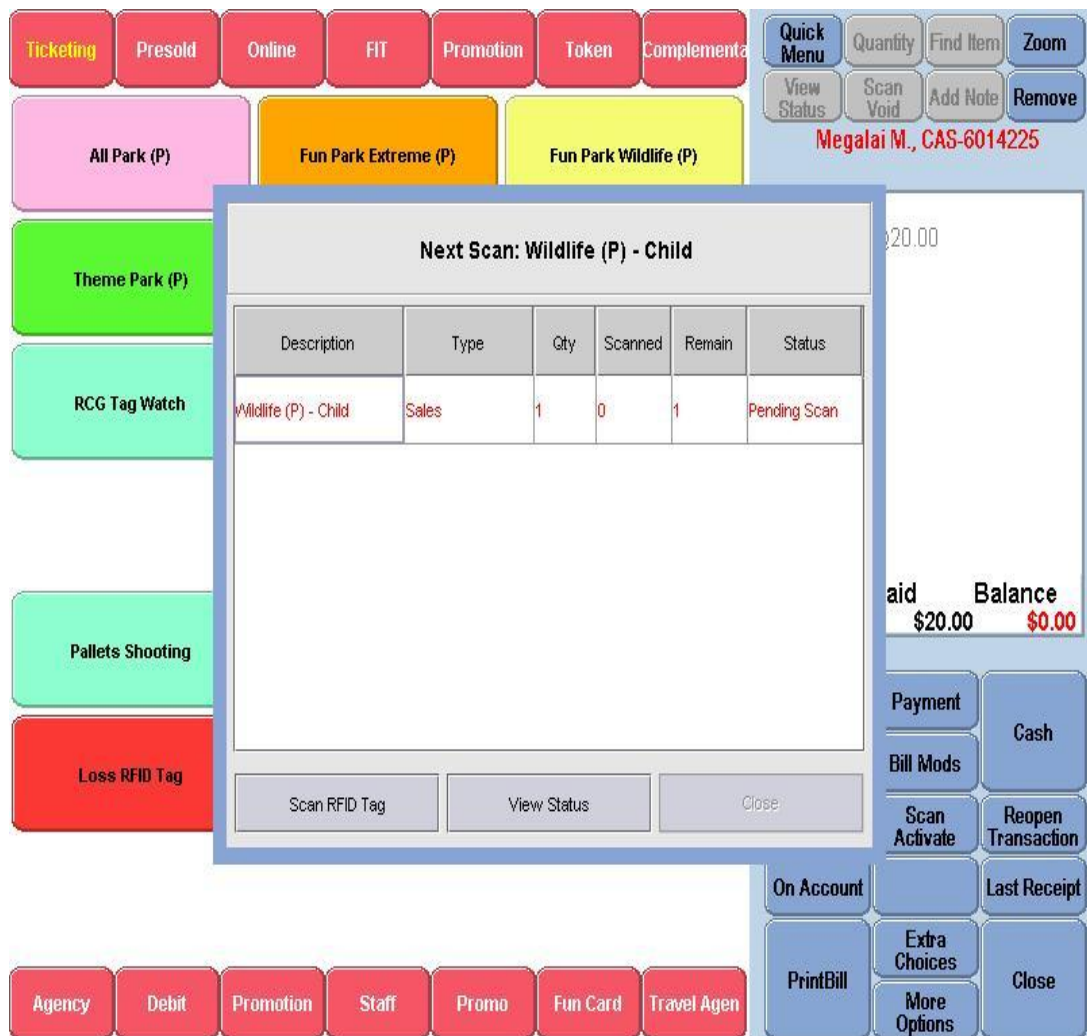 Ticketing Presold Online FIT Promotion Token Complementa
Quick Menu Quantity Find Item Zoom
View Status Scan Void Add Note Remove
Megalai M., CAS-6014225
All Park (P) Fun Park Extreme (P) Fun Park Wildlife (P)
Theme Park (P)
RCG Tag Watch
Pallets Shooting
Loss RFID Tag
Next Scan: Wildlife (P) - Child
Description Type Qty Scanned Remain Status
Wildlife (P) - Child Sales 1 0 1 Pending Scan
Scan RFID Tag View Status Close
@20.00
aid Balance
$20.00 $0.00
Payment Cash
Bill Mods
Scan Activate Reopen Transaction
On Account Last Receipt
PrintBill Extra Choices Close
More Options
Agency Debit Promotion Staff Promo Fun Card Travel Agen